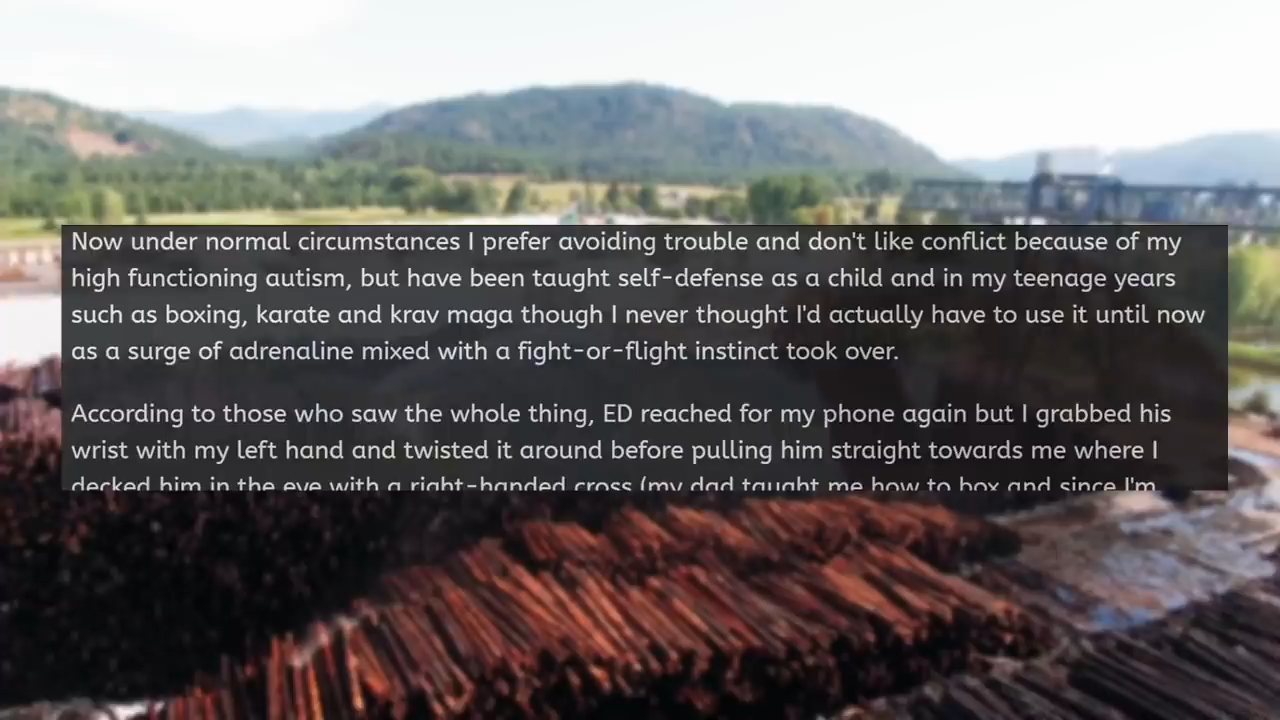 Now under normal circumstances I prefer avoiding trouble and don't like conflict because of my
high functioning autism, but have been taught self-defense as a child and in my teenage years
such as boxing, karate and krav maga though I never thought I'd actually have to use it until now
as a surge of adrenaline mixed with a fight-or-flight instinct took over.
According to those who saw the whole thing, ED reached for my phone again but I grabbed his
wrist with my left hand and twisted it around before pulling him straight towards me where I
decked him in the eye with a right-handed cross (my dad taught me how to box and since I'm